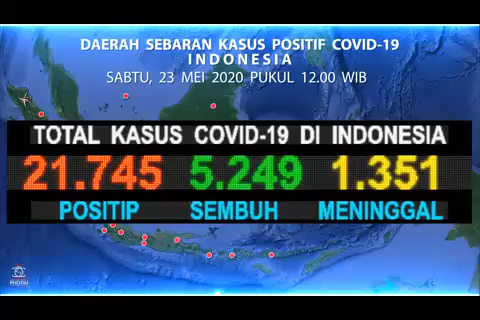 DAERAH SEBARAN KASUS POSITIF COVID-19
INDONESIA
SABTU, 23 MEI 2020 PUKUL 12.00 WIB
TOTAL KASUS COVID-19 DI INDONESIA
21.745 5.249 1.351
POSITIP SEMBUH MENINGGAL